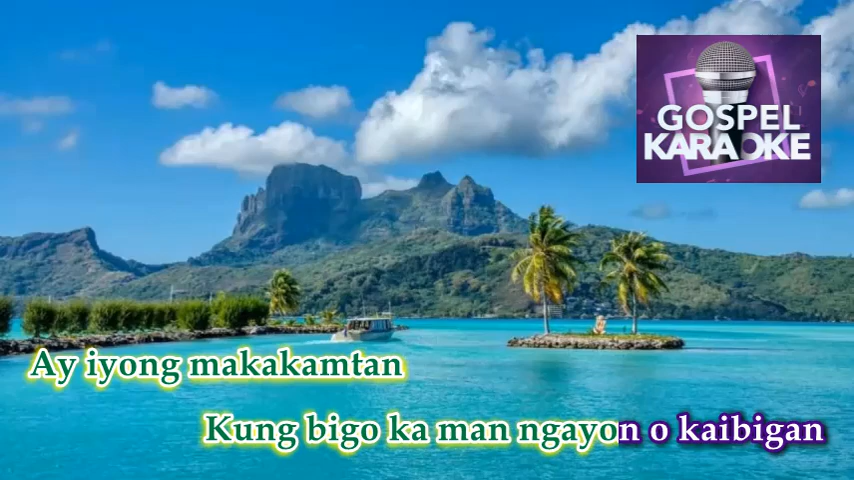 GOSPEL
KARAOKE
Ay iyong makakamtan
Kung bigo ka man ngayon o kaibigan